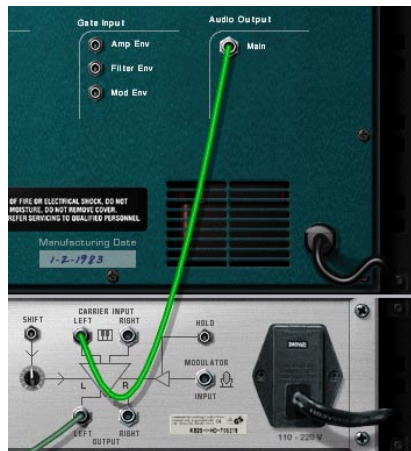 Gate Input
Audio Output
Amp Env
Main
Filter Env
Mod Env
OF FIRE OR ELECTRICAL SHOCK, DO NOT
MOISTURE. DO NOT REMOVE COVER.
REFER SERVICING TO QUALIFIED PERSONNEL.
Manufacturing Date
1-2-1983
CARRIER INPUT
SHIFT
LEFT
RIGHT
HOLD
MODULATOR
L
R
INPUT
LEFT
RIGHT
OUTPUT
110 - 220 V